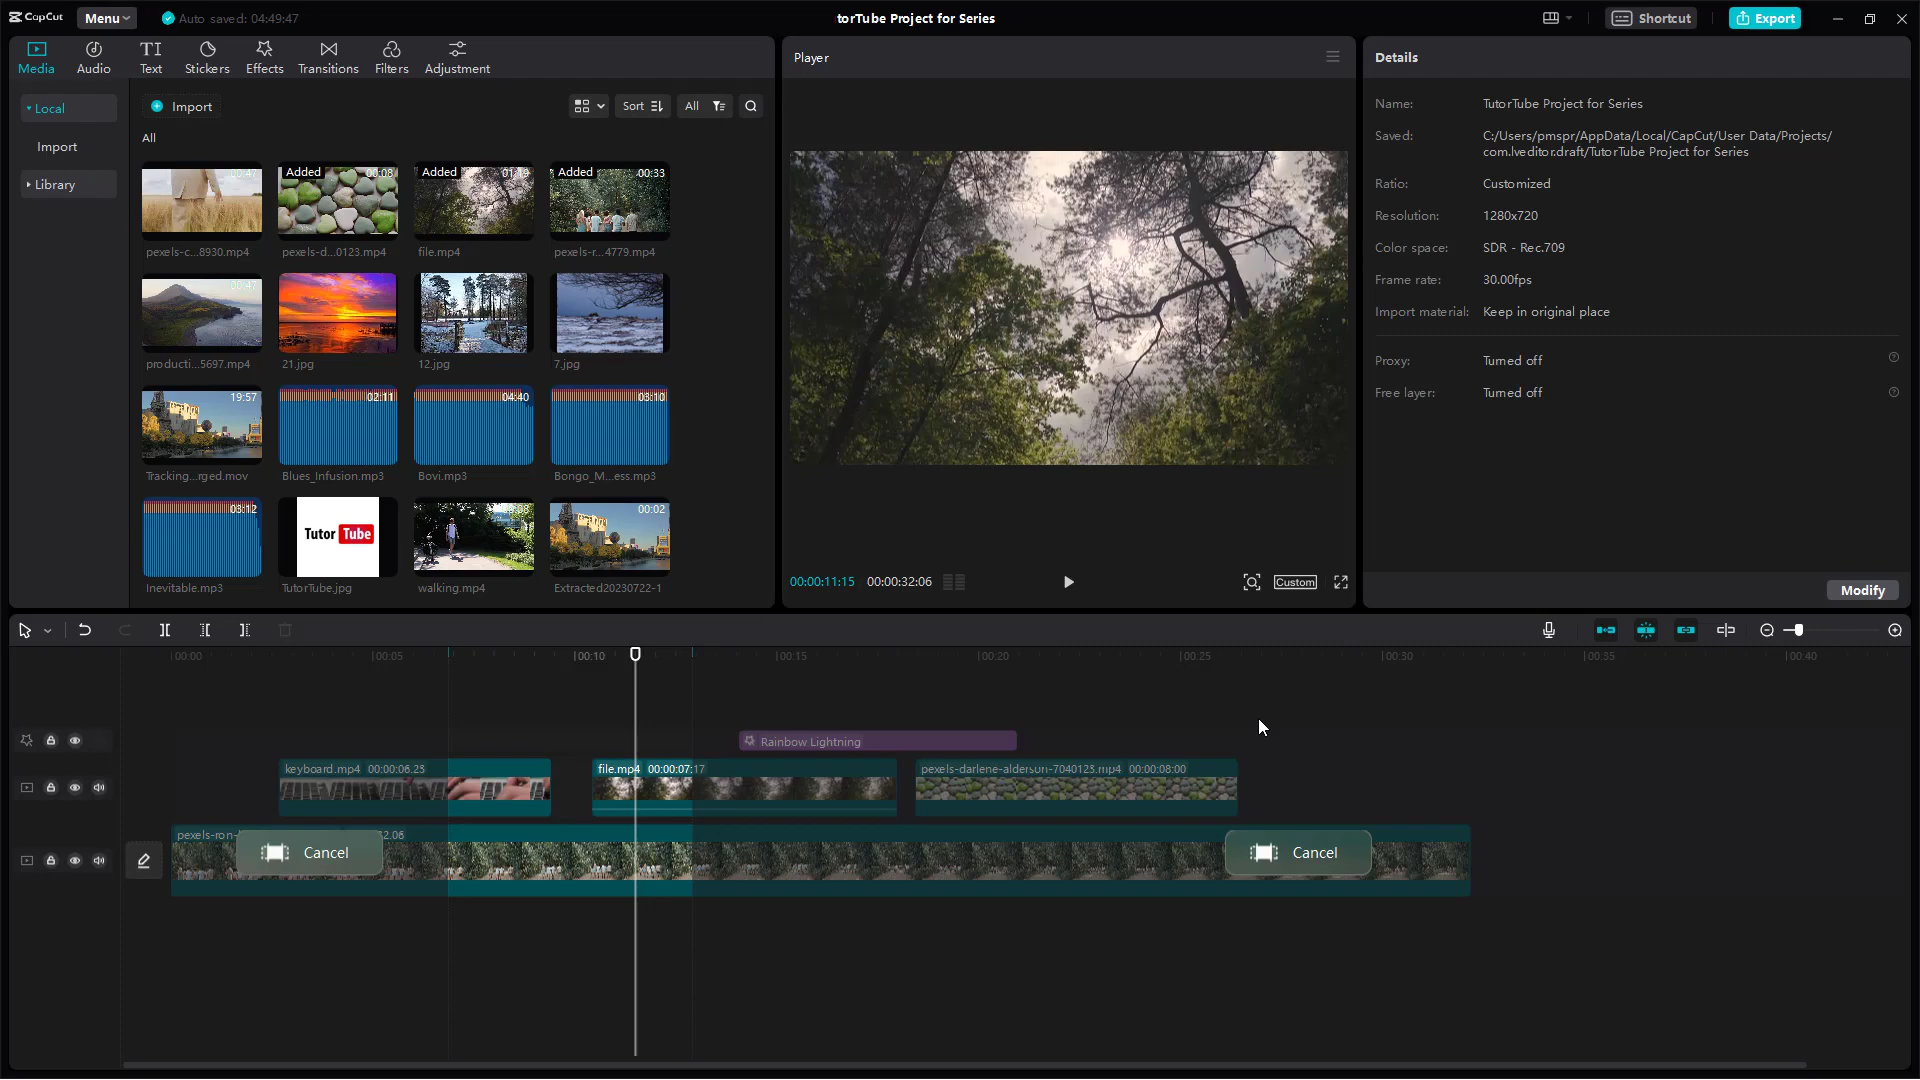 CapCut
Menu
Auto saved: 04:49:47
torTube Project for Series
Shortcut
Export
Media
Audio
TI
Text
Stickers
Effects
Transitions
Filters
Adjustment
Local
Import
Library
Import
Sort
All
All
00:47
Added
00:08
Added
01:19
Added
00:33
pexels-c...8930.mp4
pexels-d...0123.mp4
file.mp4
pexels-r...4779.mp4
00:47
producti...5697.mp4
21.jpg
12.jpg
7.jpg
19:57
02:11
04:40
03:10
Tracking...rged.mov
Blues_Infusion.mp3
Bovi.mp3
Bongo_M...ess.mp3
03:12
Tutor Tube
00:02
Inevitable.mp3
TutorTube.jpg
walking.mp4
Extracted20230722-1
Player
00:00:11:15
00:00:32:06
Custom
Details
Name:
TutorTube Project for Series
Saved:
C:/Users/pmspr/AppData/Local/CapCut/User Data/Projects/
com.lveditor.draft/TutorTube Project for Series
Ratio:
Customized
Resolution:
1280x720
Color space:
SDR - Rec.709
Frame rate:
30.00fps
Import material:
Keep in original place
Proxy:
Turned off
Free layer:
Turned off
Modify
00:00
00:05
00:10
00:15
00:20
00:25
00:30
00:35
00:40
Rainbow Lightning
keyboard.mp4 00:00:06:23
file.mp4 00:00:07:17
pexels-darlene-alderson-7040123.mp4 00:00:08:00
pexels-ron-
32:06
Cancel
Cancel